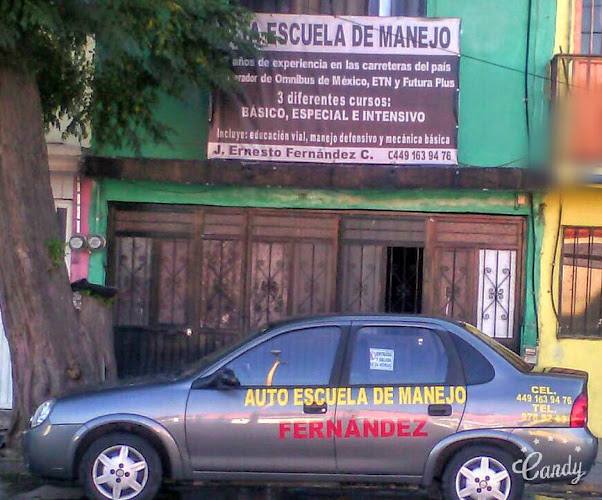 ESCUELA DE MANEJO
años de experiencia en las carreteras del país
de Omnibus de México, ETN y Futura Plus
3 diferentes cursos:
BÁSICO, ESPECIAL E INTENSIVO
Incluye: educación vial, manejo defensivo y mecánica básica
J. Ernesto Fernández C. C449 163 94 76
AUTO ESCUELA DE MANEJO
FERNÁNDEZ
CEL.
449 163 94 76
TEL.
Candy